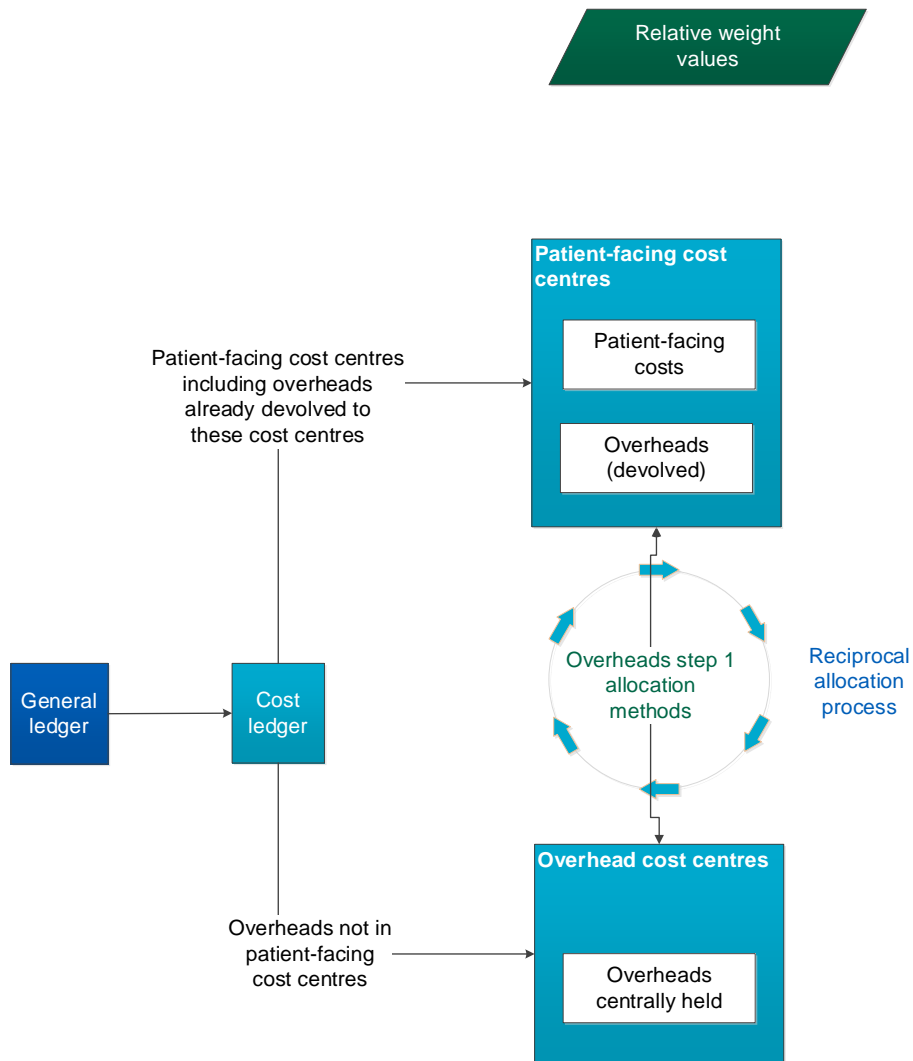 Relative weight
values
Patient-facing cost
centres
Patient-facing
costs
Patient-facing cost centres
including overheads
already devolved to
these cost centres
Overheads
(devolved)
General
ledger
Cost
ledger
Overheads step 1
allocation
methods
Reciprocal
allocation
process
Overhead cost centres
Overheads not in
patient-facing
cost centres
Overheads
centrally held